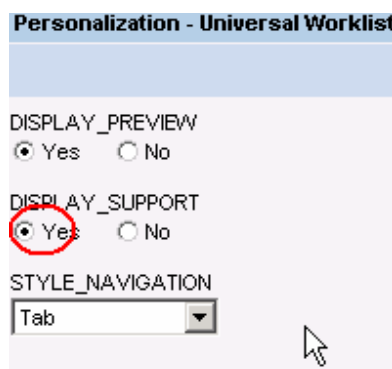 Personalization - Universal Worklist
DISPLAY_PREVIEW
Yes No
DISPLAY_SUPPORT
Yes No
STYLE_NAVIGATION
Tab